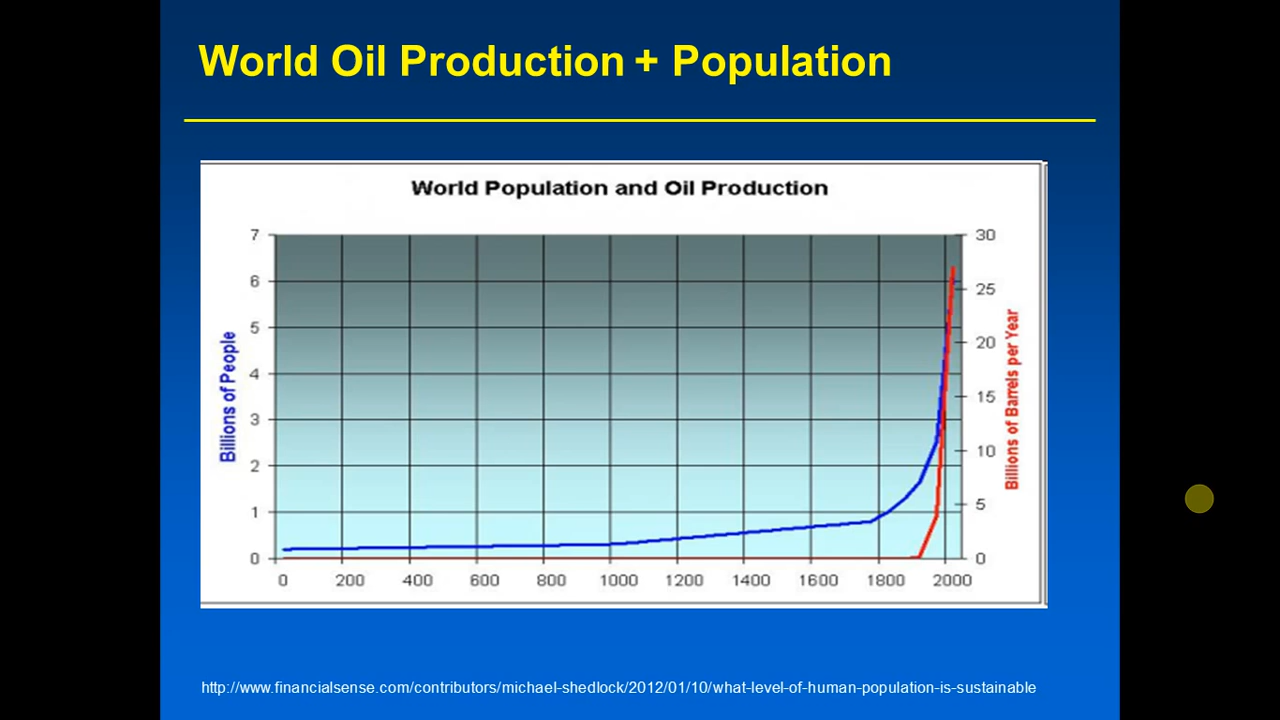 World Oil Production + Population
World Population and Oil Production
7
6
5
4
3
2
1
0
Billions of People
30
25
20
15
10
5
0
Billions of Barrels per Year
0 200 400 600 800 1000 1200 1400 1600 1800 2000
http://www.financialsense.com/contributors/michael-shedlock/2012/01/10/what-level-of-human-population-is-sustainable